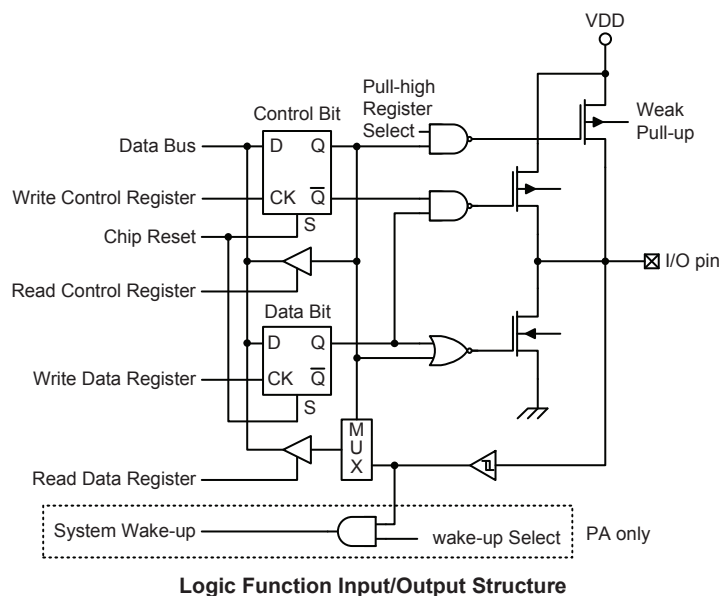 VDD
Pull-high
Register
Select
Weak
Pull-up
Control Bit
Data Bus
D Q
Write Control Register
CK Q
S
Chip Reset
I/O pin
Read Control Register
Data Bit
D Q
Write Data Register
CK Q
S
MUX
Read Data Register
System Wake-up
wake-up Select
PA only
Logic Function Input/Output Structure